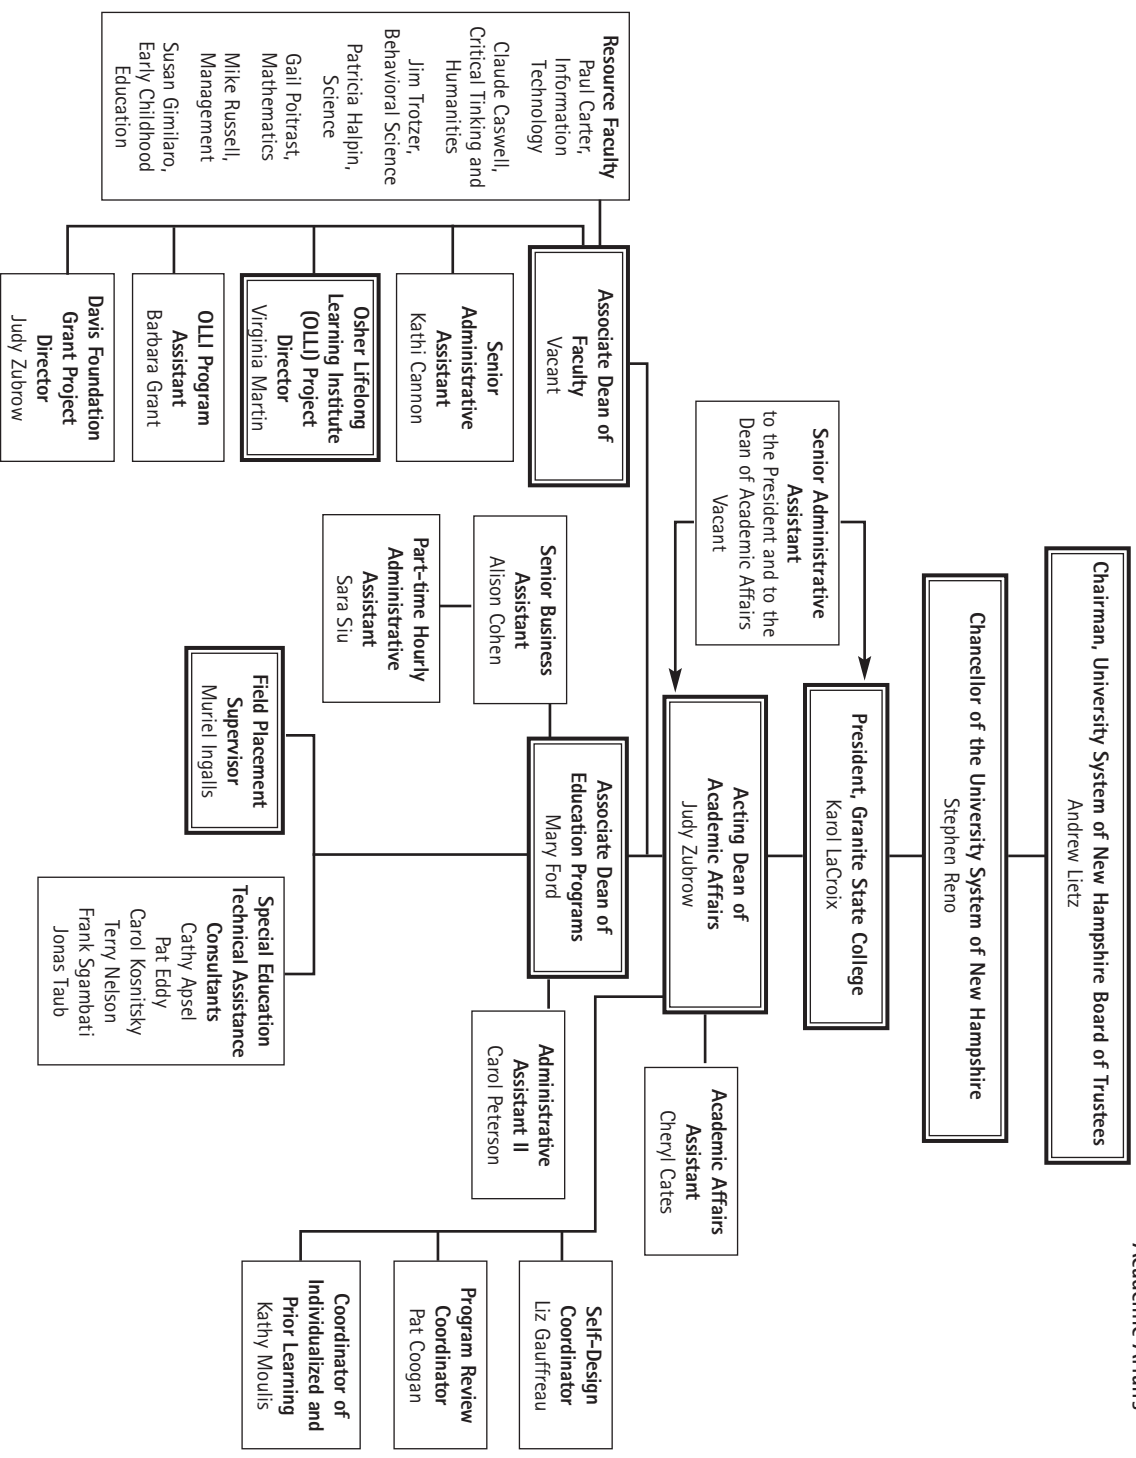 Academic Affairs
Chairman, University System of New Hampshire Board of Trustees
Andrew Lietz
Chancellor of the University System of New Hampshire
Stephen Reno
President, Granite State College
Karol LaCroix
Senior Administrative
Assistant
to the President and to the
Dean of Academic Affairs
Vacant
Acting Dean of
Academic Affairs
Judy Zubrow
Academic Affairs
Assistant
Cheryl Cates
Resource Faculty
Paul Carter,
Information
Technology
Claude Caswell,
Critical Tinking and
Humanities
Jim Trotzer,
Behavioral Science
Patricia Halpin,
Science
Gail Poitrast,
Mathematics
Mike Russell,
Management
Susan Gimilaro,
Early Childhood
Education
Associate Dean of
Faculty
Vacant
Senior
Administrative
Assistant
Kathi Cannon
Osher Lifelong
Learning Institute
(OLLI) Project
Director
Virginia Martin
OLLI Program
Assistant
Barbara Grant
Davis Foundation
Grant Project
Director
Judy Zubrow
Associate Dean of
Education Programs
Mary Ford
Senior Business
Assistant
Alison Cohen
Part-time Hourly
Administrative
Assistant
Sara Siu
Administrative
Assistant II
Carol Peterson
Field Placement
Supervisor
Muriel Ingalls
Special Education
Technical Assistance
Consultants
Cathy Apsel
Pat Eddy
Carol Kosnitsky
Terry Nelson
Frank Sgambati
Jonas Taub
Self-Design
Coordinator
Liz Gauffreau
Program Review
Coordinator
Pat Coogan
Coordinator of
Individualized and
Prior Learning
Kathy Moulis